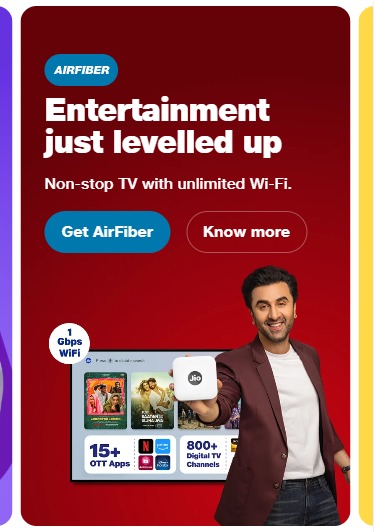 AIRFIBER
Entertainment
just levelled up
Non-stop TV with unlimited Wi-Fi.
Get AirFiber
Know more
1
Gbps
WiFi
Jio
15+
OTT Apps
800+
Digital TV
Channels